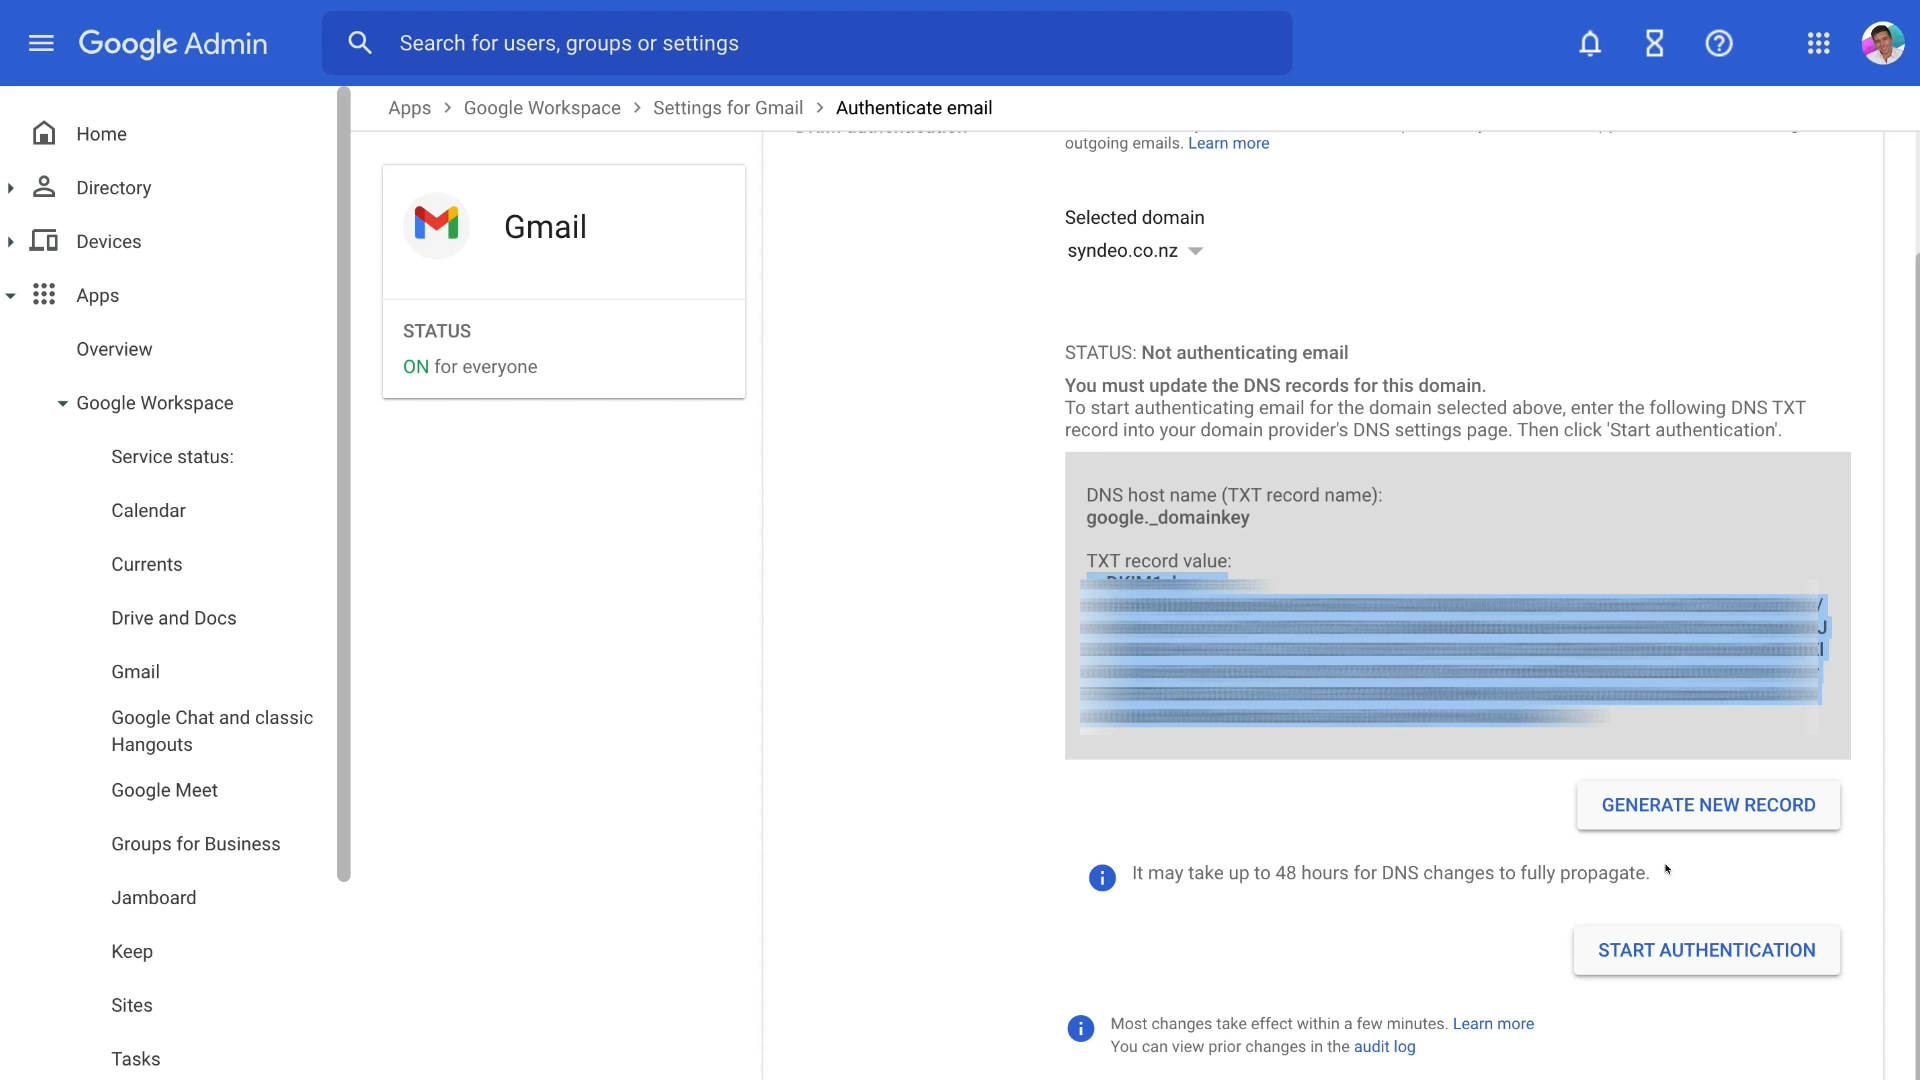 Google Admin
Search for users, groups or settings
Apps > Google Workspace > Settings for Gmail > Authenticate email
Home
Directory
Devices
Apps
Overview
Google Workspace
Service status:
Calendar
Currents
Drive and Docs
Gmail
Google Chat and classic
Hangouts
Google Meet
Groups for Business
Jamboard
Keep
Sites
Tasks
Gmail
STATUS
ON for everyone
outgoing emails. Learn more
Selected domain
syndeo.co.nz
STATUS: Not authenticating email
You must update the DNS records for this domain.
To start authenticating email for the domain selected above, enter the following DNS TXT
record into your domain provider's DNS settings page. Then click 'Start authentication'.
DNS host name (TXT record name):
google._domainkey
TXT record value:
GENERATE NEW RECORD
It may take up to 48 hours for DNS changes to fully propagate.
START AUTHENTICATION
Most changes take effect within a few minutes. Learn more
You can view prior changes in the audit log